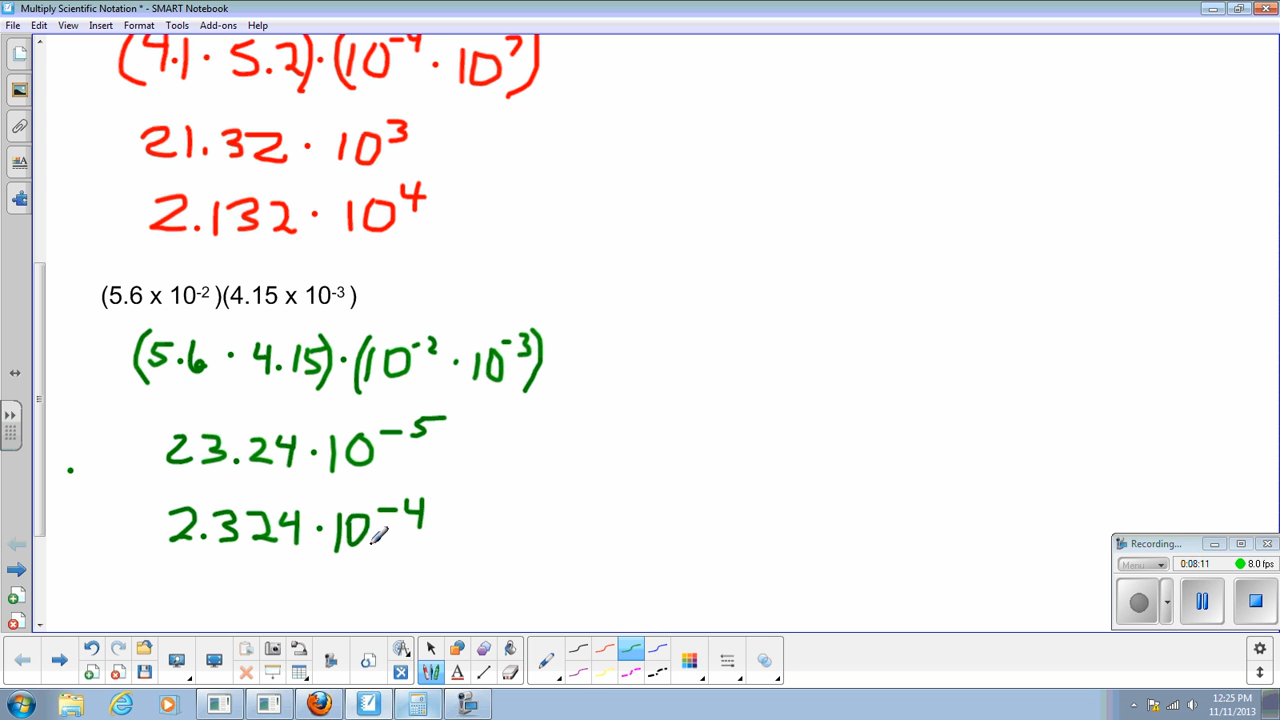 Multiply Scientific Notation * - SMART Notebook
File Edit View Insert Format Tools Add-ons Help
(4.1 · 5.2) · (10⁻⁴ · 10⁷)
21.32 · 10³
2.132 · 10⁴
(5.6 x 10⁻²)(4.15 x 10⁻³)
(5.6 · 4.15) · (10⁻² · 10⁻³)
23.24 · 10⁻⁵
2.324 · 10⁻⁴
Recording...
Menu
0:08:11
8.0 fps
12:25 PM
11/11/2013